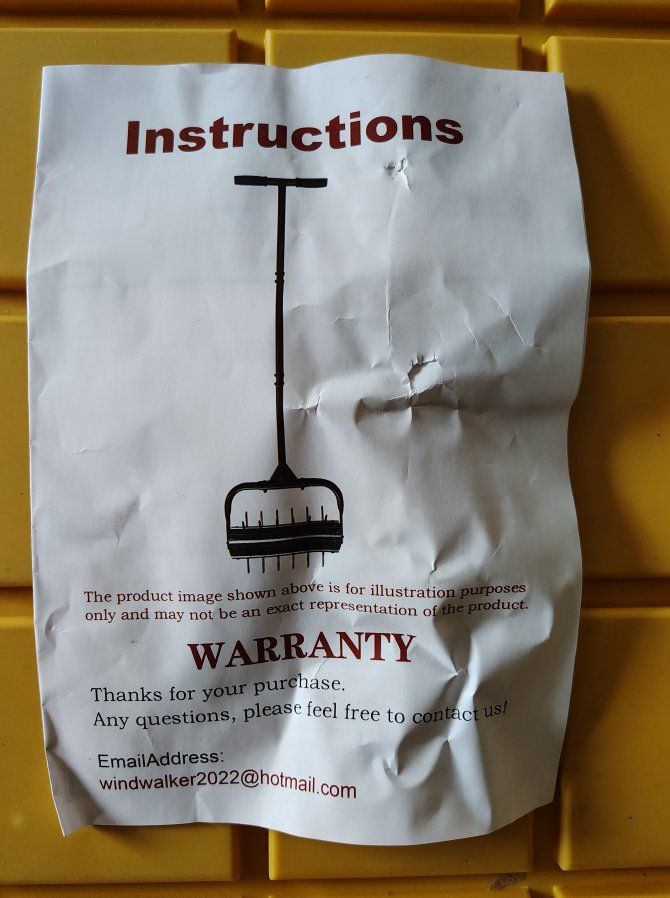 Instructions
The product image shown above is for illustration purposes
only and may not be an exact representation of the product.
WARRANTY
Thanks for your purchase.
Any questions, please feel free to contact us!
EmailAddress:
windwalker2022@hotmail.com